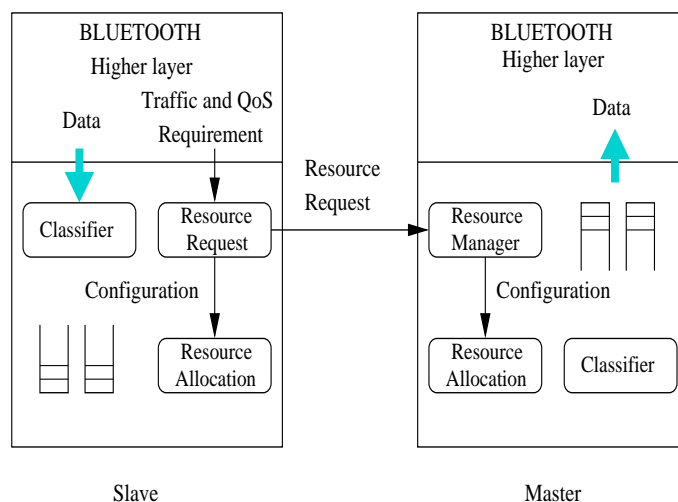 BLUETOOTH
Higher layer
Traffic and QoS
Requirement
Data
Classifier
Resource
Request
Configuration
Resource
Allocation
Slave
Resource
Request
BLUETOOTH
Higher layer
Data
Resource
Manager
Configuration
Resource
Allocation
Classifier
Master